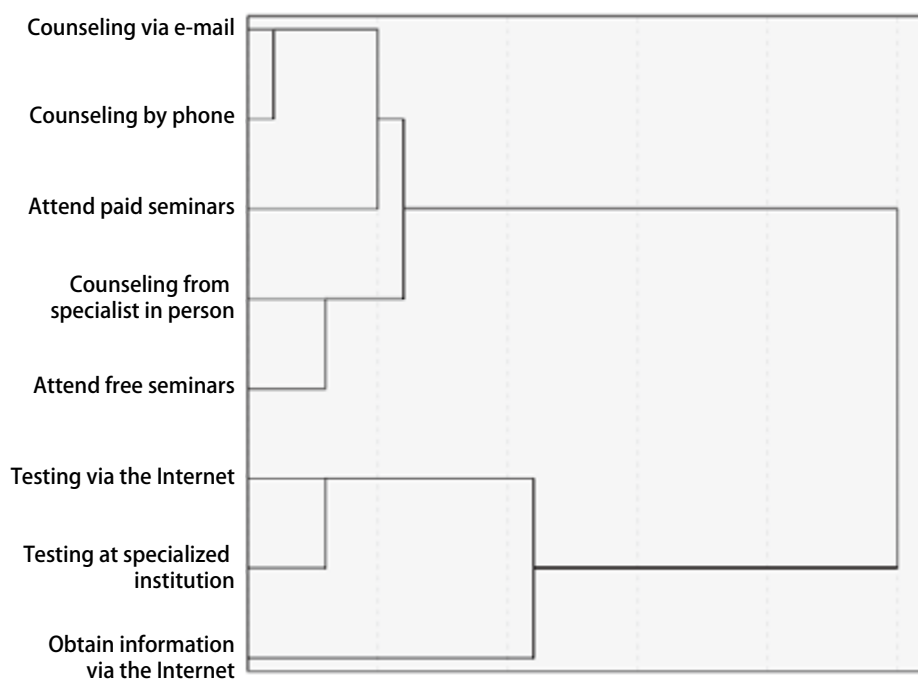 Counseling via e-mail
Counseling by phone
Attend paid seminars
Counseling from
specialist in person
Attend free seminars
Testing via the Internet
Testing at specialized
institution
Obtain information
via the Internet